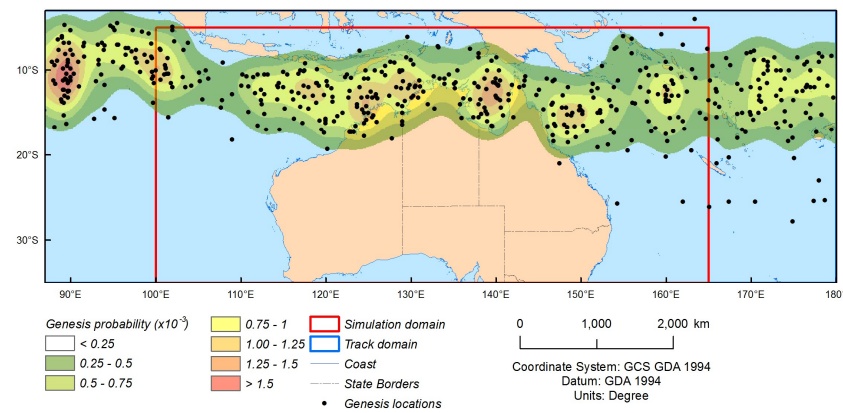 10°S
20°S
30°S
90°E 100°E 110°E 120°E 130°E 140°E 150°E 160°E 170°E 180°
Genesis probability (x10⁻³)
< 0.25
0.25 - 0.5
0.5 - 0.75
0.75 - 1
1.00 - 1.25
1.25 - 1.5
> 1.5
Simulation domain
Track domain
Coast
State Borders
Genesis locations
0 1,000 2,000 km
Coordinate System: GCS GDA 1994
Datum: GDA 1994
Units: Degree